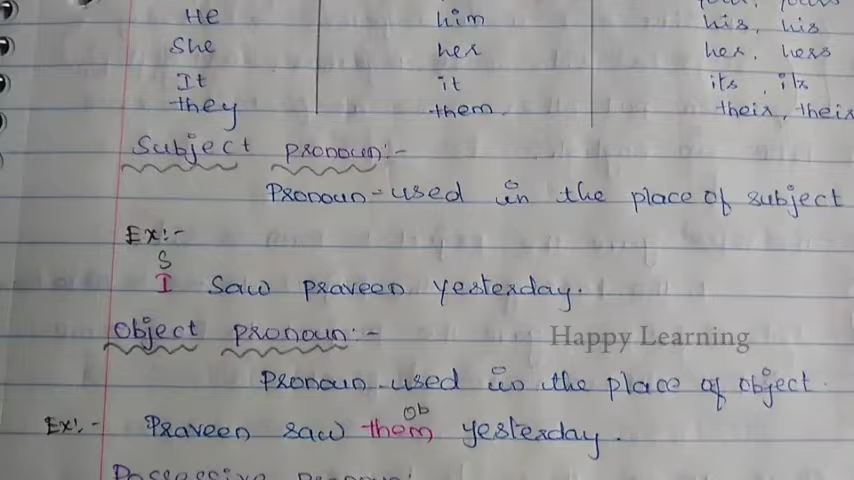 He him his, his
She her her, hers
It it its, its
they them their, their
Subject pronoun:-
Pronoun-used in the place of subject
Ex:-
S
I saw praveen yesterday.
Object pronoun:-
Happy Learning
Pronoun-used in the place of object.
Ob
Ex:- Praveen saw them yesterday.